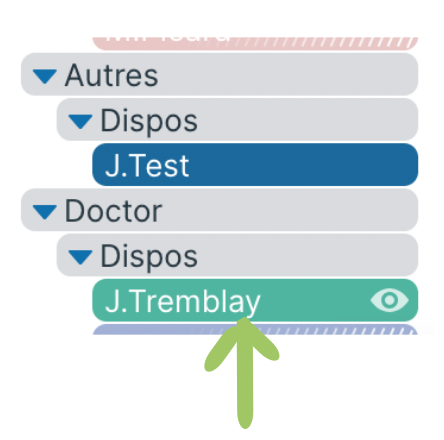 Autres
Dispos
J.Test
Doctor
Dispos
J.Tremblay